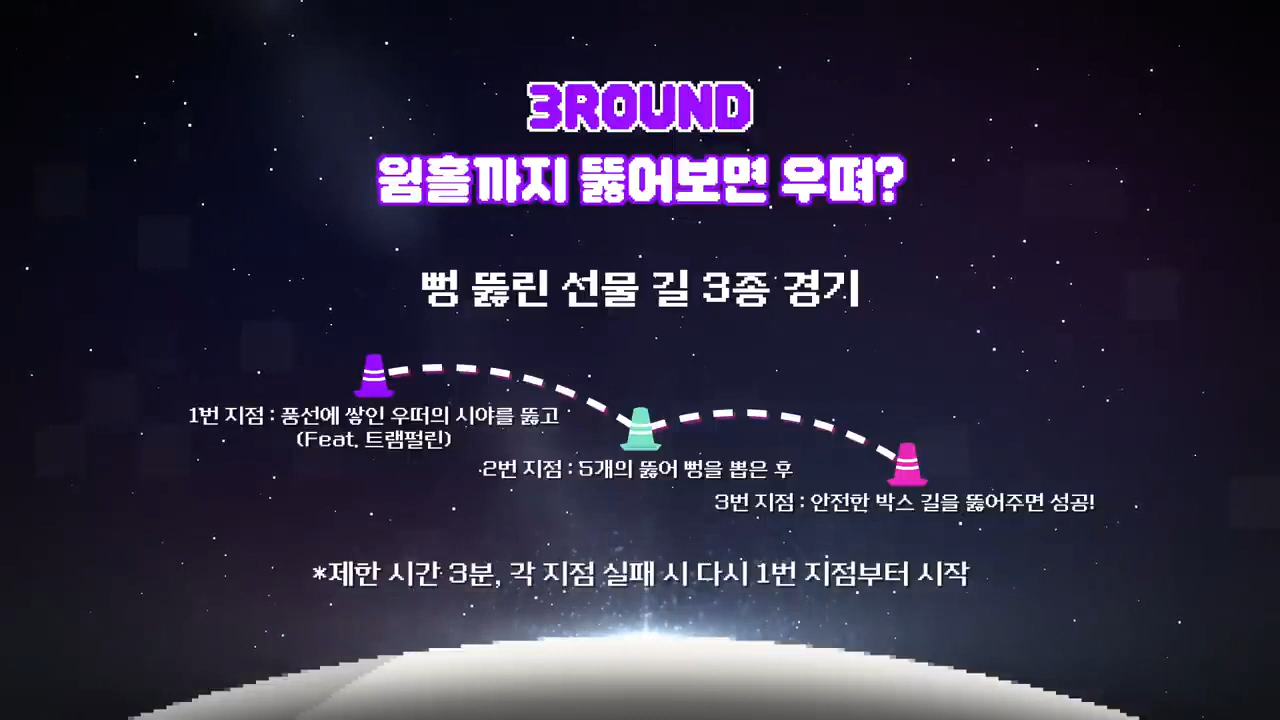 3ROUND
웜홀까지 뚫어보면 우뗘?
뻥 뚫린 선물 길 3종 경기
1번 지점 : 풍선에 쌓인 우떠의 시야를 뚫고
(Feat. 트램펄린)
2번 지점 : 5개의 뚫어 뻥을 뽑은 후
3번 지점 : 안전한 박스 길을 뚫어주면 성공!
*제한 시간 3분, 각 지점 실패 시 다시 1번 지점부터 시작